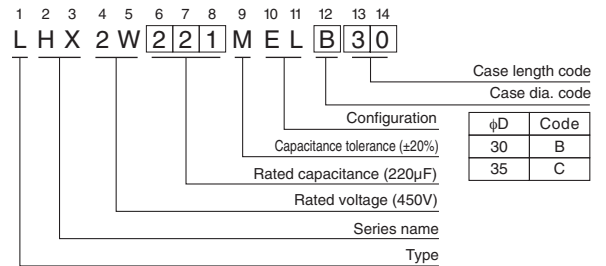 1 2 3 4 5 6 7 8 9 10 11 12 13 14
L H X 2 W 2 2 1 M E L B 3 0
Case length code
Case dia. code
Configuration
Capacitance tolerance (±20%)
Rated capacitance (220µF)
Rated voltage (450V)
Series name
Type
ϕD Code
30 B
35 C